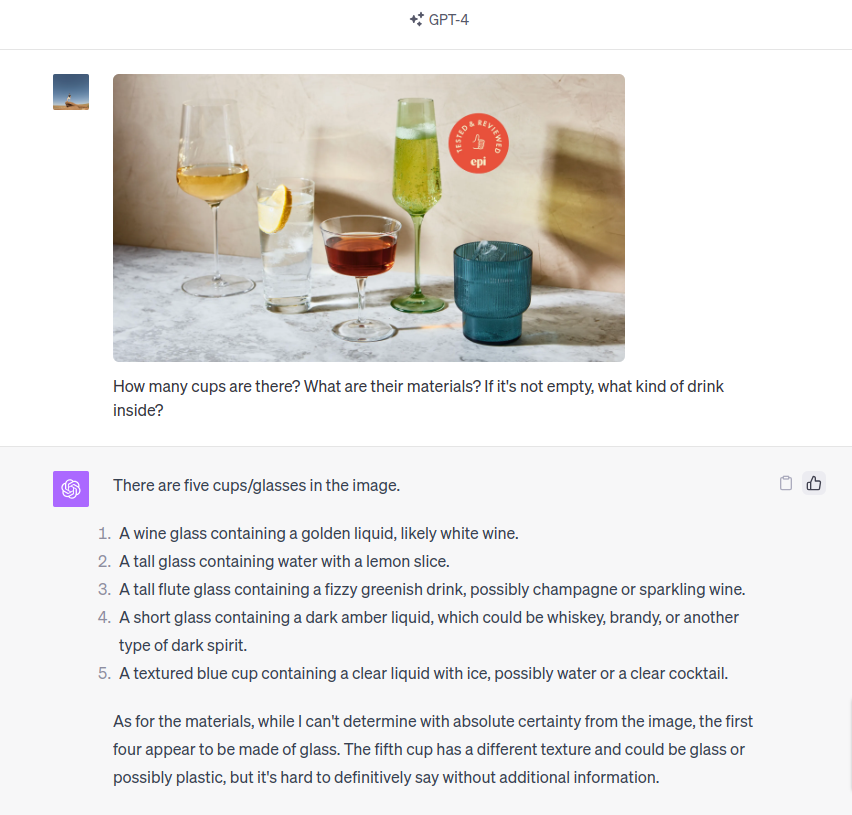 GPT-4
TESTED & REVIEWED
epi
How many cups are there? What are their materials? If it's not empty, what kind of drink
inside?
There are five cups/glasses in the image.
1. A wine glass containing a golden liquid, likely white wine.
2. A tall glass containing water with a lemon slice.
3. A tall flute glass containing a fizzy greenish drink, possibly champagne or sparkling wine.
4. A short glass containing a dark amber liquid, which could be whiskey, brandy, or another
type of dark spirit.
5. A textured blue cup containing a clear liquid with ice, possibly water or a clear cocktail.
As for the materials, while I can't determine with absolute certainty from the image, the first
four appear to be made of glass. The fifth cup has a different texture and could be glass or
possibly plastic, but it's hard to definitively say without additional information.